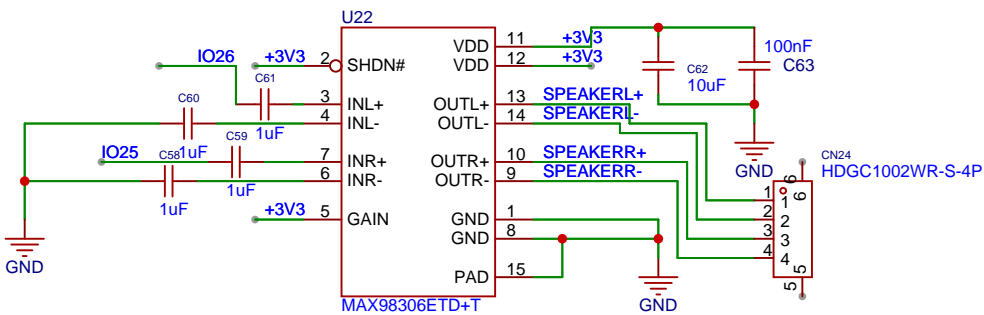 U22
IO26
+3V3
2
SHDN#
VDD
11
+3V3
VDD
12
+3V3
100nF
C63
C62
10uF
C61
1uF
3
INL+
OUTL+
13
SPEAKERL+
C60
1uF
4
INL-
OUTL-
14
SPEAKERL-
C59
1uF
IO25
7
INR+
OUTR+
10
SPEAKERR+
GND
C58
1uF
6
INR-
OUTR-
9
SPEAKERR-
CN24
HDGC1002WR-S-4P
6
6
1
1
2
2
3
3
4
4
5
5
+3V3
5
GAIN
GND
1
GND
8
GND
PAD
15
GND
MAX98306ETD+T